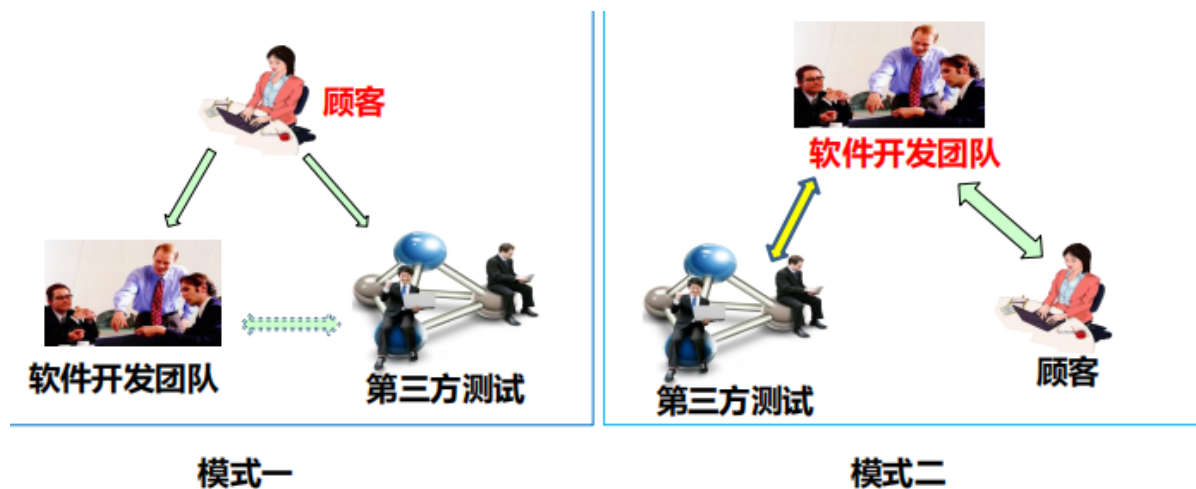 顾客
软件开发团队
第三方测试
模式一
软件开发团队
第三方测试
顾客
模式二